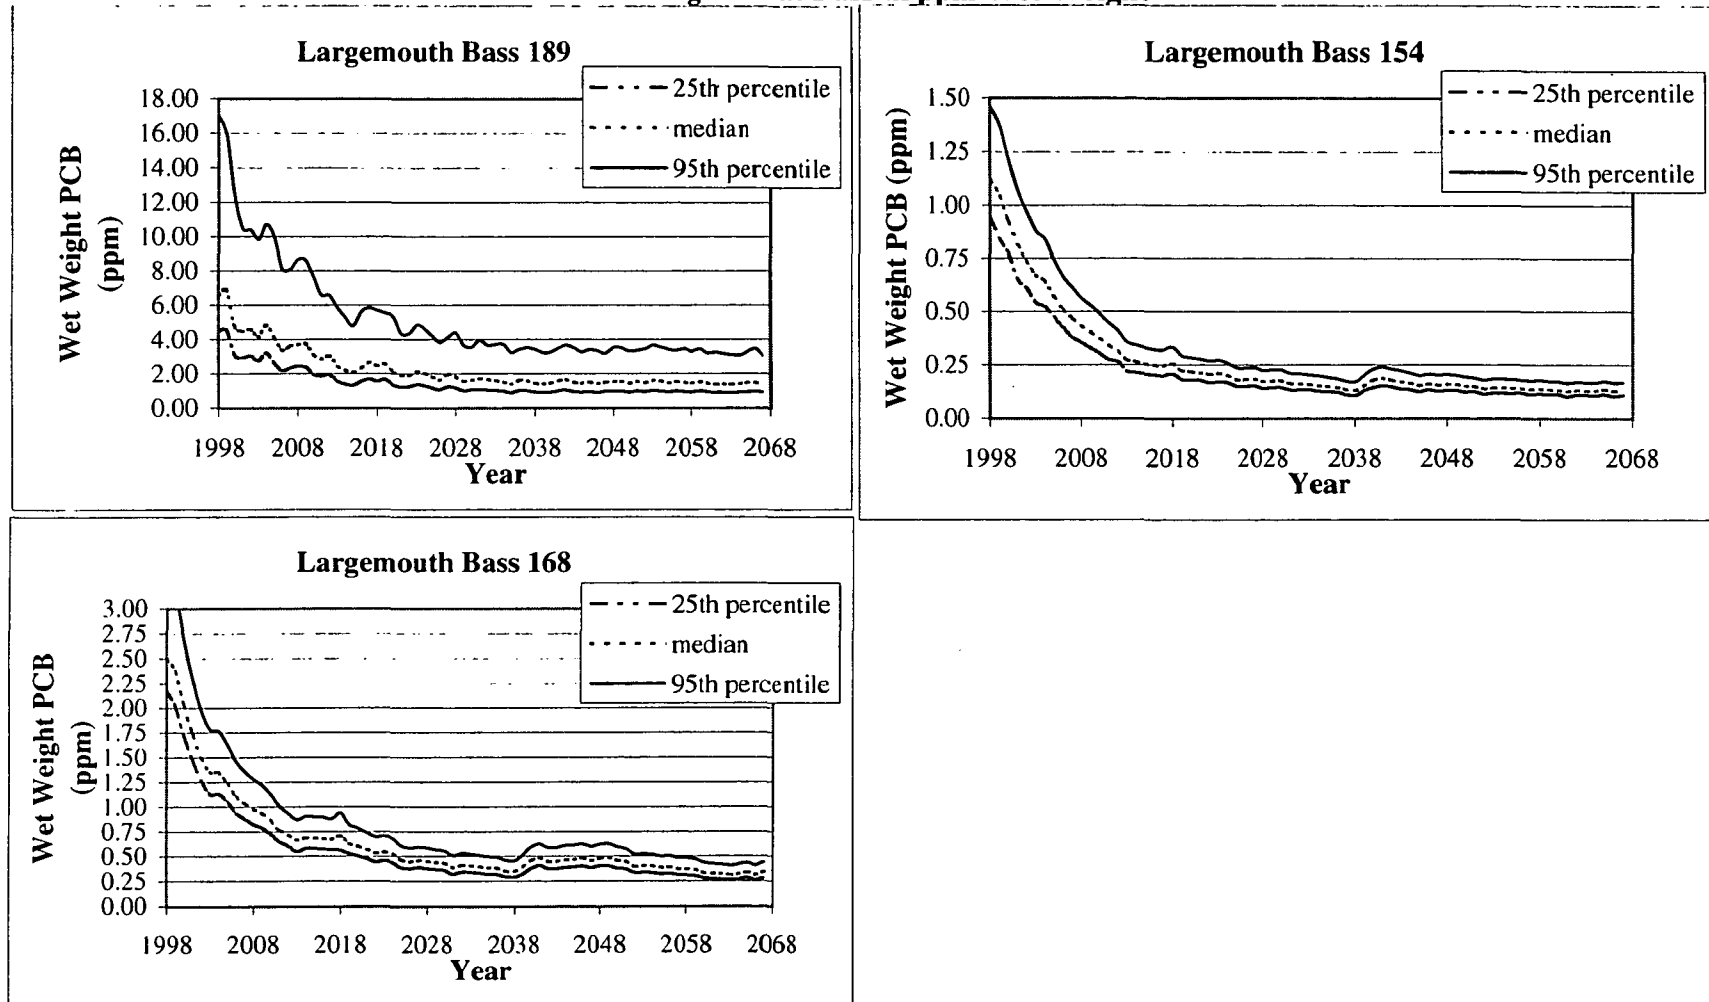 Largemouth Bass 189
25th percentile
median
95th percentile
Wet Weight PCB
(ppm)
18.00
16.00
14.00
12.00
10.00
8.00
6.00
4.00
2.00
0.00
1998 2008 2018 2028 2038 2048 2058 2068
Year
Largemouth Bass 154
25th percentile
median
95th percentile
Wet Weight PCB (ppm)
1.50
1.25
1.00
0.75
0.50
0.25
0.00
1998 2008 2018 2028 2038 2048 2058 2068
Year
Largemouth Bass 168
25th percentile
median
95th percentile
Wet Weight PCB
(ppm)
3.00
2.75
2.50
2.25
2.00
1.75
1.50
1.25
1.00
0.75
0.50
0.25
0.00
1998 2008 2018 2028 2038 2048 2058 2068
Year